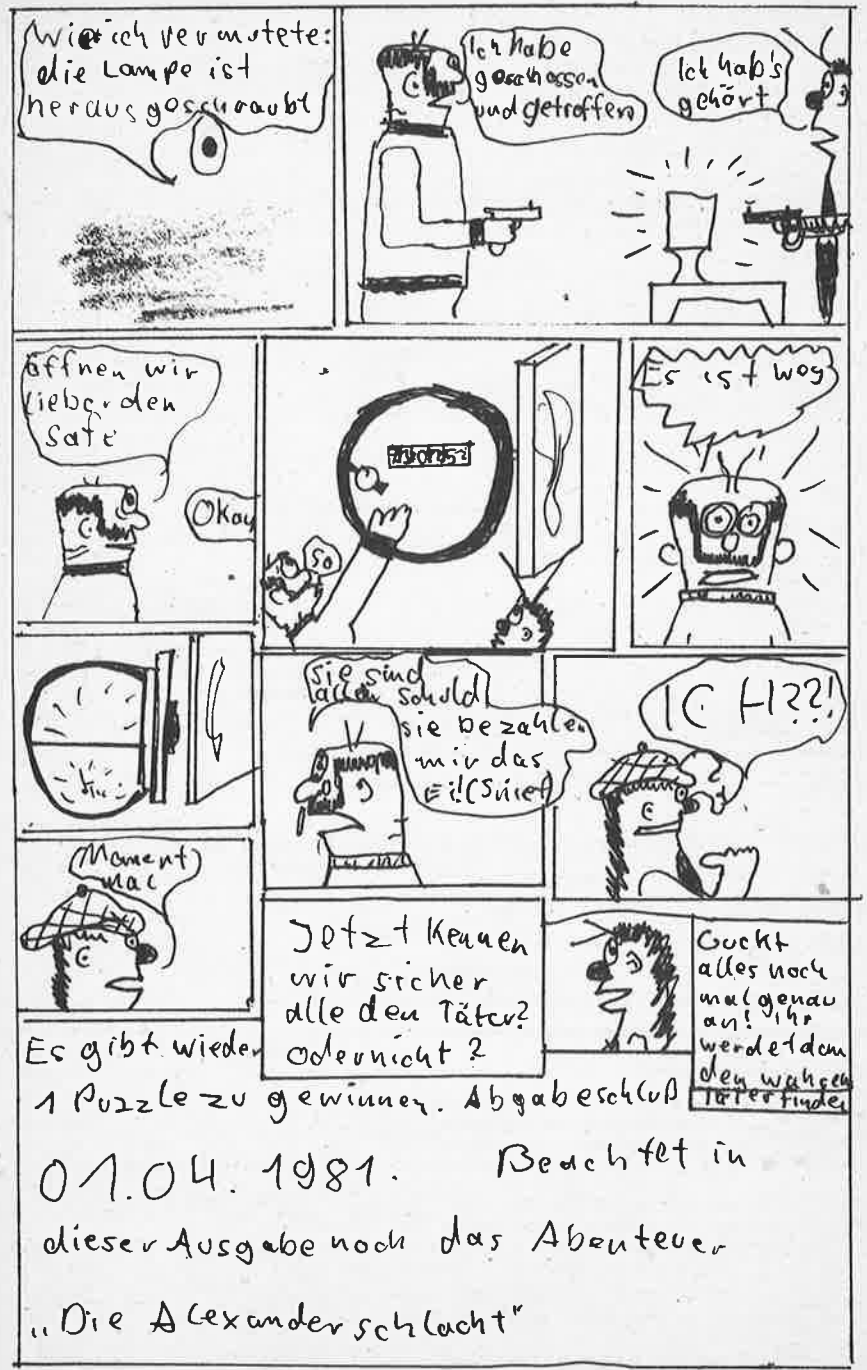 Wie ich vermutete:
die Lampe ist
herausgeschraubt
Ich habe
geschossen
und getroffen
Ich hab's
gehört
öffnen wir
lieber den
Safe
Okay
So
Es ist weg
Sie sind
allen Schuld
sie bezahlen
mir das
Ei!(Snief)
ICH??!
Moment
mal
Jetzt kennen
wir sicher
alle den Täter?
oder nicht?
Guckt
alles noch
mal genau
an! ihr
werdet dann
den wahren
Täter finden
Es gibt wieder
1 Puzzle zu gewinnen. Abgabeschluß
01.04.1981. Beachtet in
dieser Ausgabe noch das Abenteuer
„Die Alexanderschlacht"